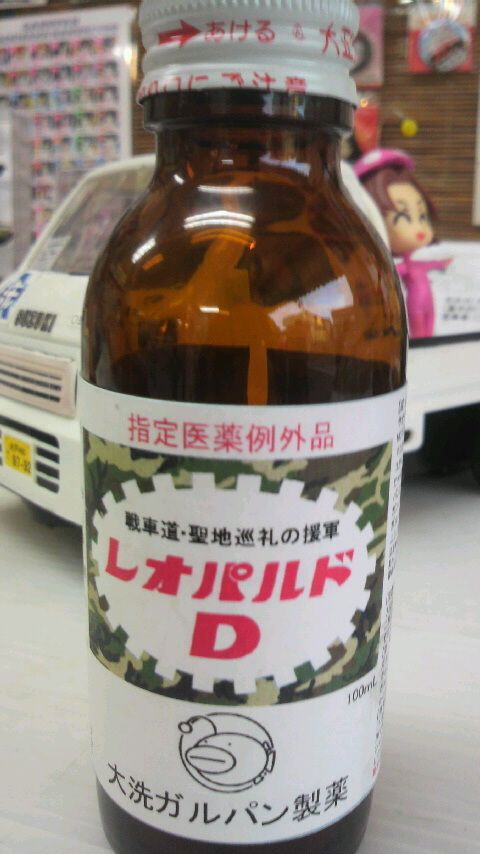 あける
指定医薬例外品
戦車道・聖地巡礼の援軍
レオパルド
D
100mL
大洗ガルパン製薬